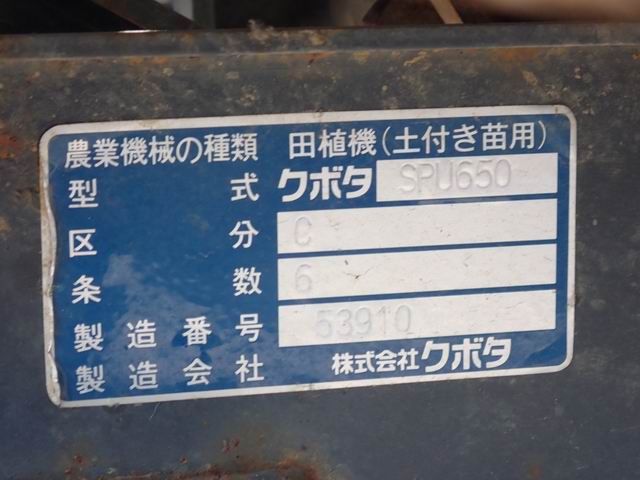 農業機械の種類 田植機(土付き苗用)
型式 クボタ SPU650
区分 C
条数 6
製造番号 53910
製造会社 株式会社クボタ